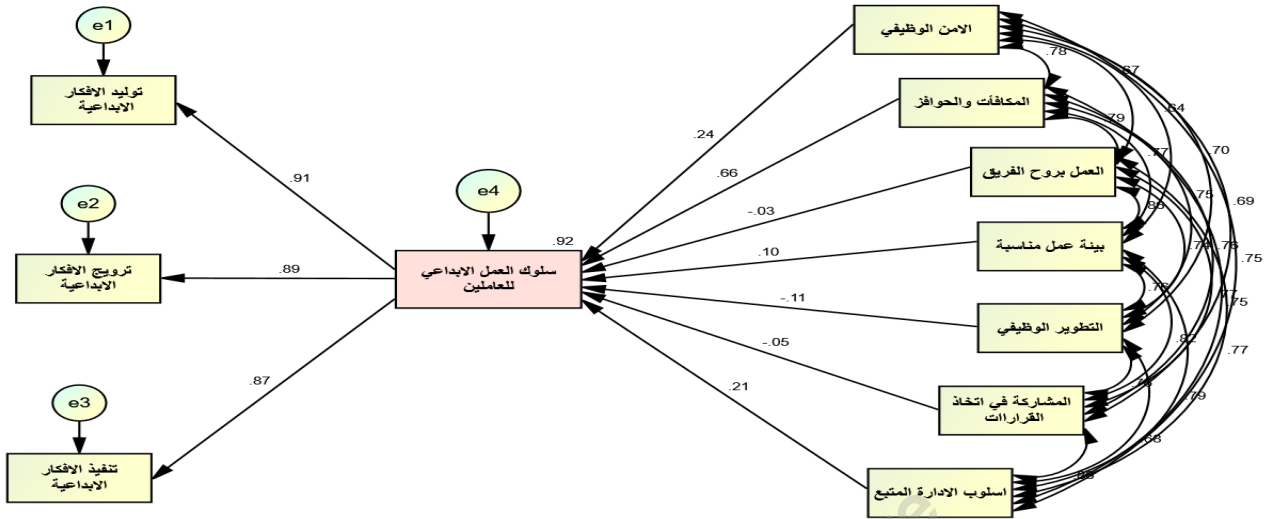 e1
توليد الافكار
الابداعية
e2
ترويج الافكار
الابداعية
e3
تنفيذ الافكار
الابداعية
.91
.89
.87
e4
.92
سلوك العمل الابداعي
للعاملين
.24
.66
-.03
.10
-.11
-.05
.21
الامن الوظيفي
المكافأت والحوافز
العمل بروح الفريق
بيئة عمل مناسبة
التطوير الوظيفي
المشاركة في اتخاذ
القراراات
اسلوب الادارة المتبع
.78
.67
.64
.70
.69
.79
.77
.75
.75
.76
.75
.77
.82
.79
.68